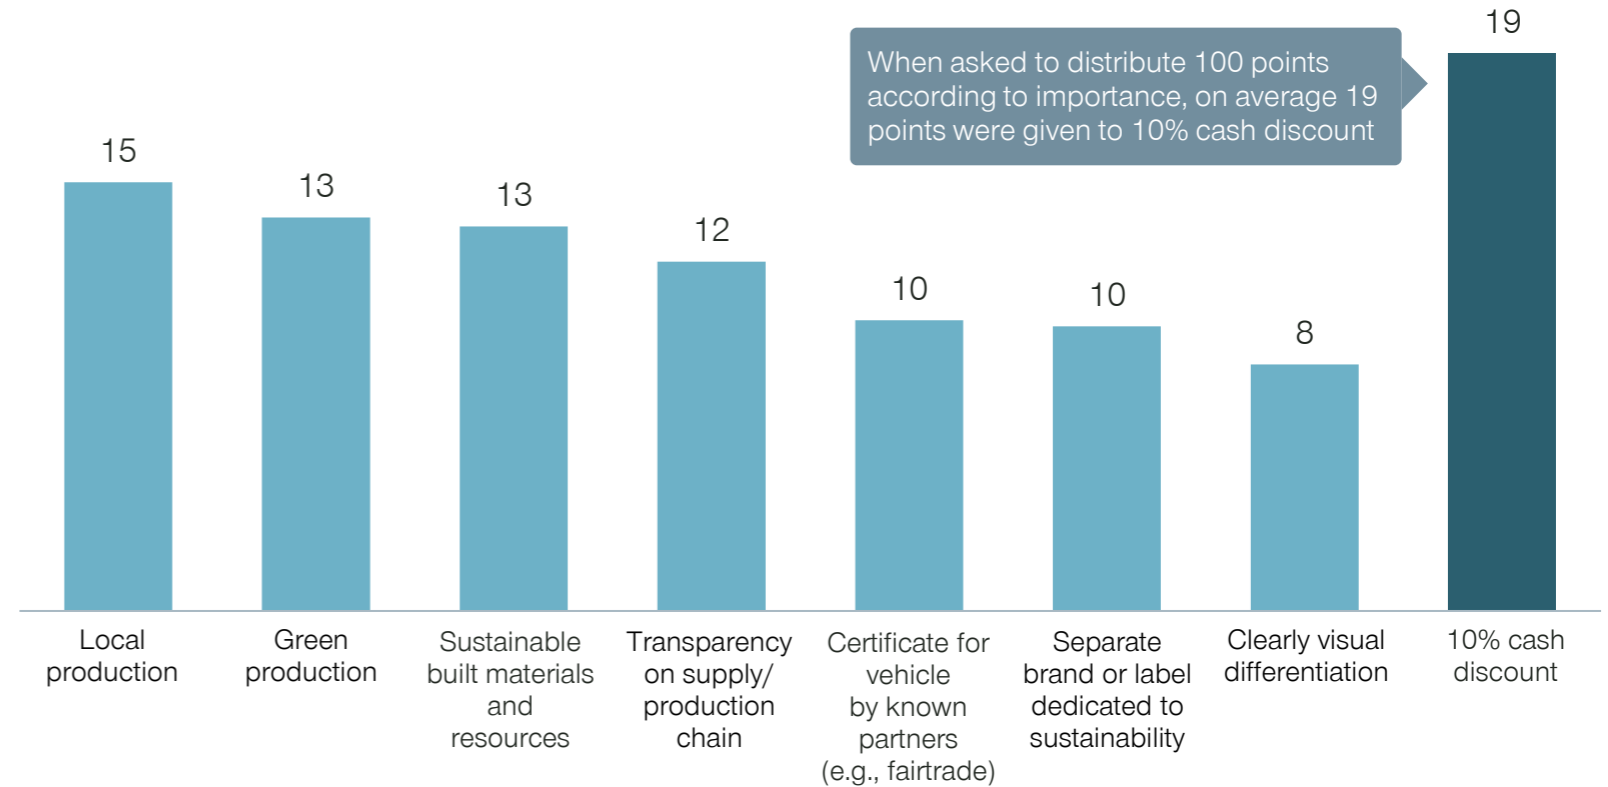 19
When asked to distribute 100 points
according to importance, on average 19
points were given to 10% cash discount
15
13
13
12
10
10
8
Local
production
Green
production
Sustainable
built materials
and
resources
Transparency
on supply/
production
chain
Certificate for
vehicle
by known
partners
(e.g., fairtrade)
Separate
brand or label
dedicated to
sustainability
Clearly visual
differentiation
10% cash
discount